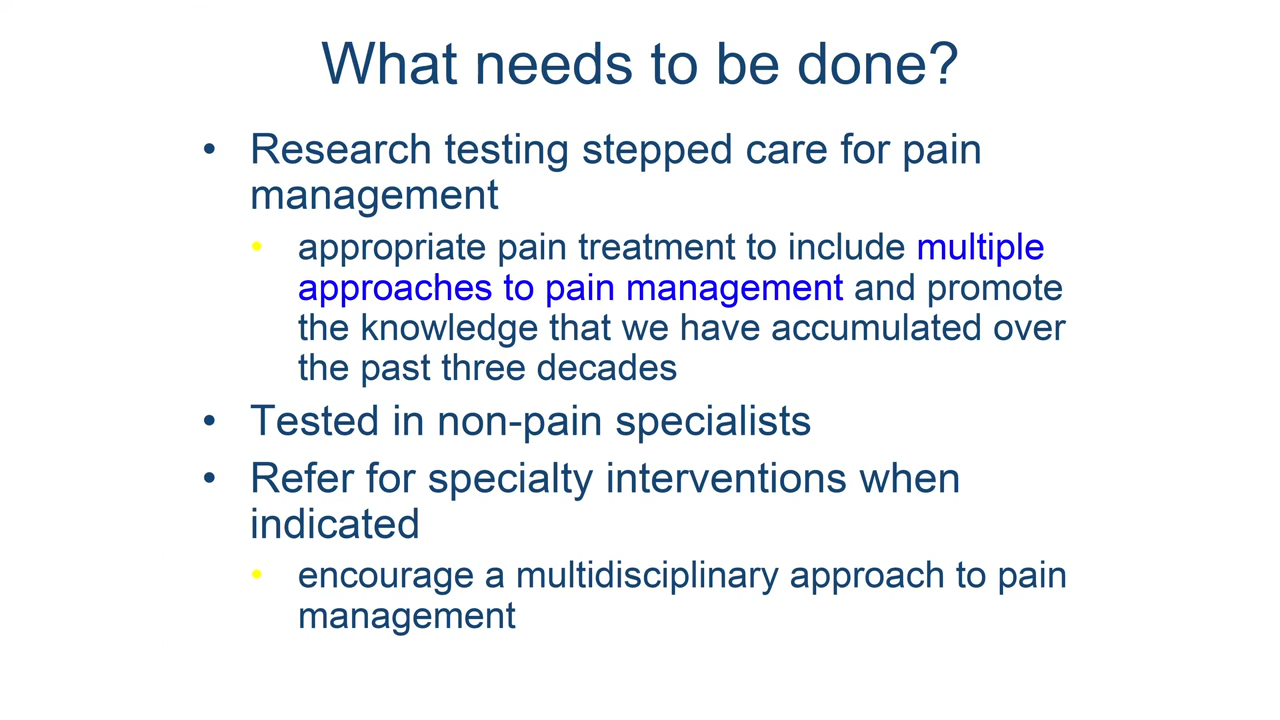 What needs to be done?
• Research testing stepped care for pain
management
• appropriate pain treatment to include multiple
approaches to pain management and promote
the knowledge that we have accumulated over
the past three decades
• Tested in non-pain specialists
• Refer for specialty interventions when
indicated
• encourage a multidisciplinary approach to pain
management